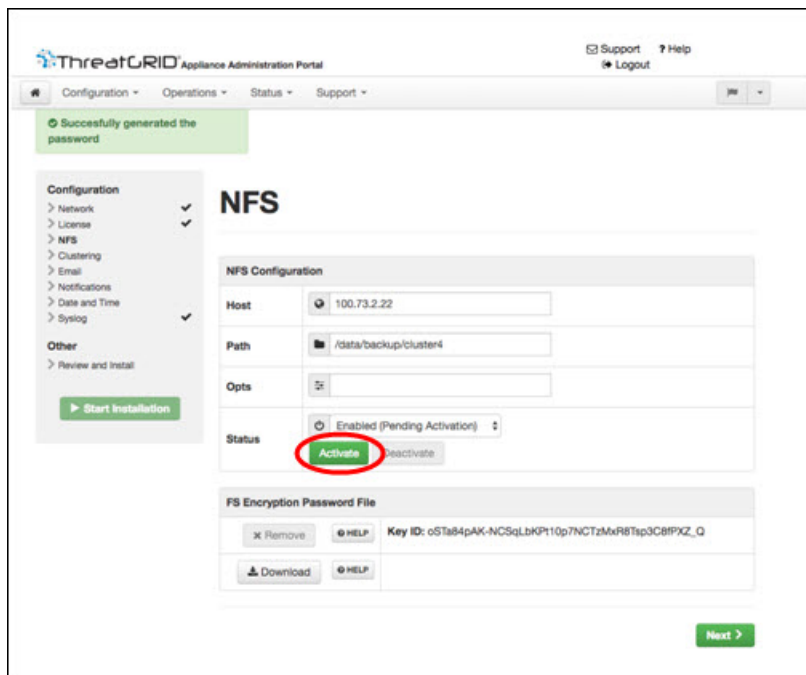 ThreatGRID Appliance Administration Portal
Support ? Help
Logout
Configuration Operations Status Support
Succesfully generated the
password
Configuration
Network
License
NFS
Clustering
Email
Notifications
Date and Time
Syslog
Other
Review and Install
Start Installation
NFS
NFS Configuration
Host 100.73.2.22
Path /data/backup/cluster4
Opts
Status Enabled (Pending Activation)
Activate Deactivate
FS Encryption Password File
Remove HELP Key ID: oSTa84pAK-NCSqLbKPt10p7NCTzMxR8Tsp3C8fPXZ_Q
Download HELP
Next